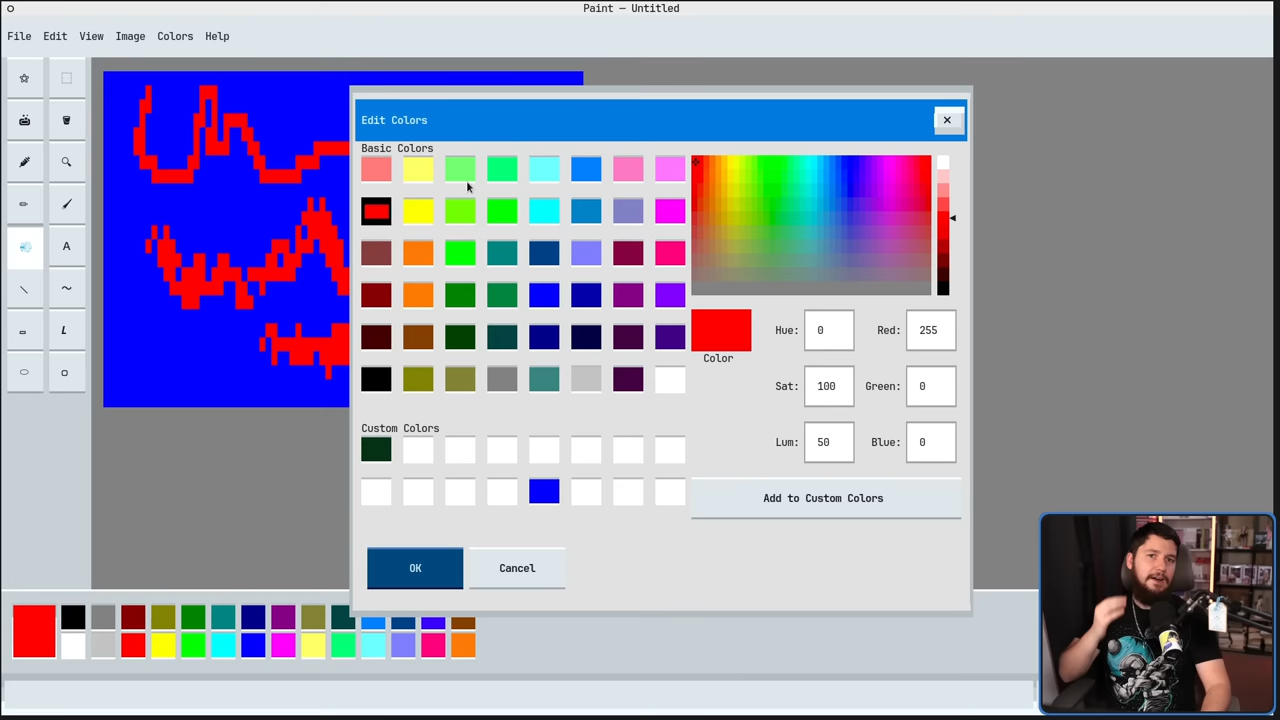 Paint — Untitled
File Edit View Image Colors Help
A
L
Edit Colors
Basic Colors
Color
Hue: 0 Red: 255
Sat: 100 Green: 0
Lum: 50 Blue: 0
Custom Colors
Add to Custom Colors
OK Cancel